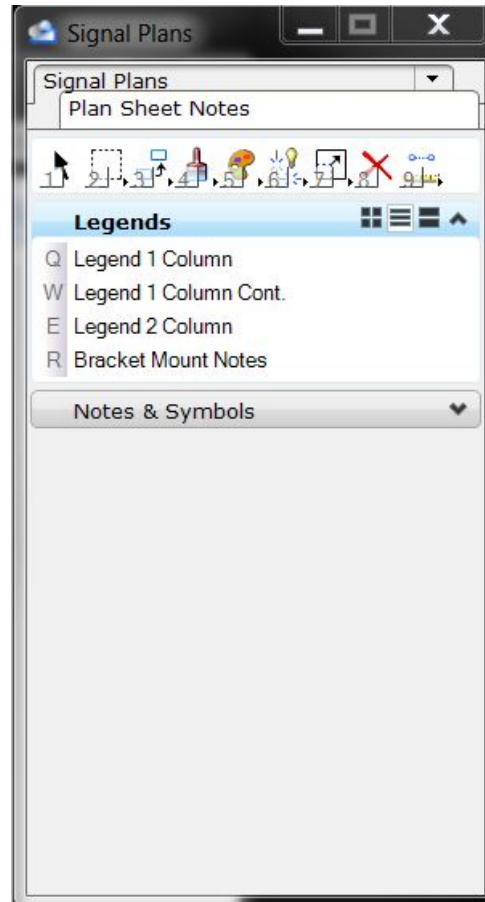 Signal Plans
Signal Plans
Plan Sheet Notes
1 2 3 4 5 6 7 8 9
Legends
Q Legend 1 Column
W Legend 1 Column Cont.
E Legend 2 Column
R Bracket Mount Notes
Notes & Symbols